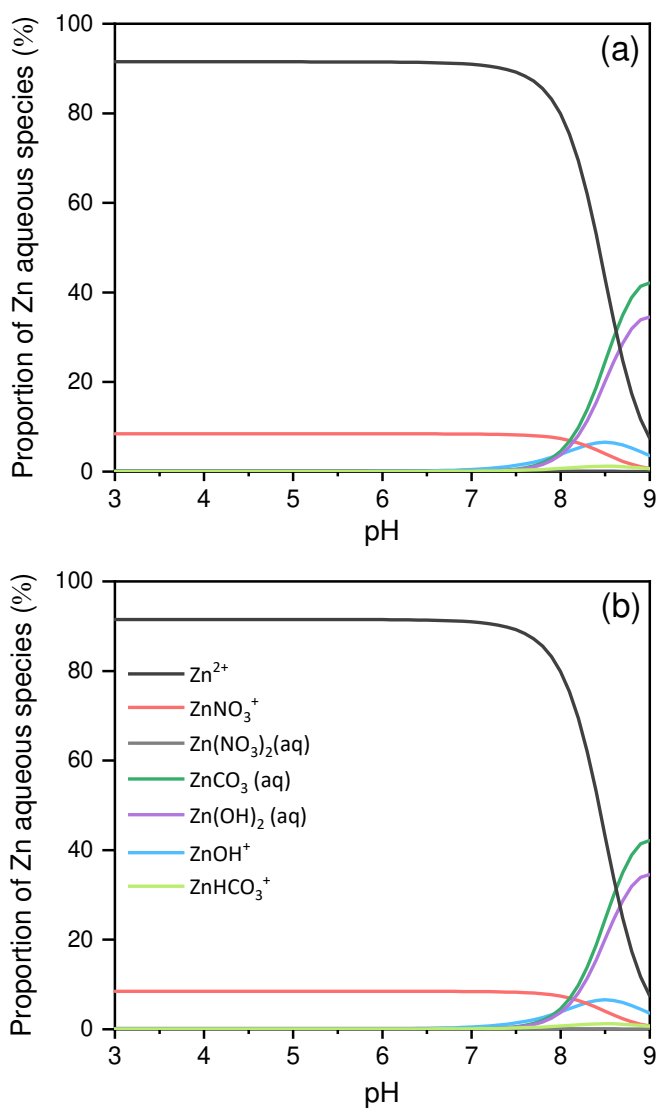 Proportion of Zn aqueous species (%)
100
80
60
40
20
0
(a)
3 4 5 6 7 8 9
pH
Proportion of Zn aqueous species (%)
100
80
60
40
20
0
(b)
Zn²⁺
ZnNO₃⁺
Zn(NO₃)₂(aq)
ZnCO₃ (aq)
Zn(OH)₂ (aq)
ZnOH⁺
ZnHCO₃⁺
3 4 5 6 7 8 9
pH